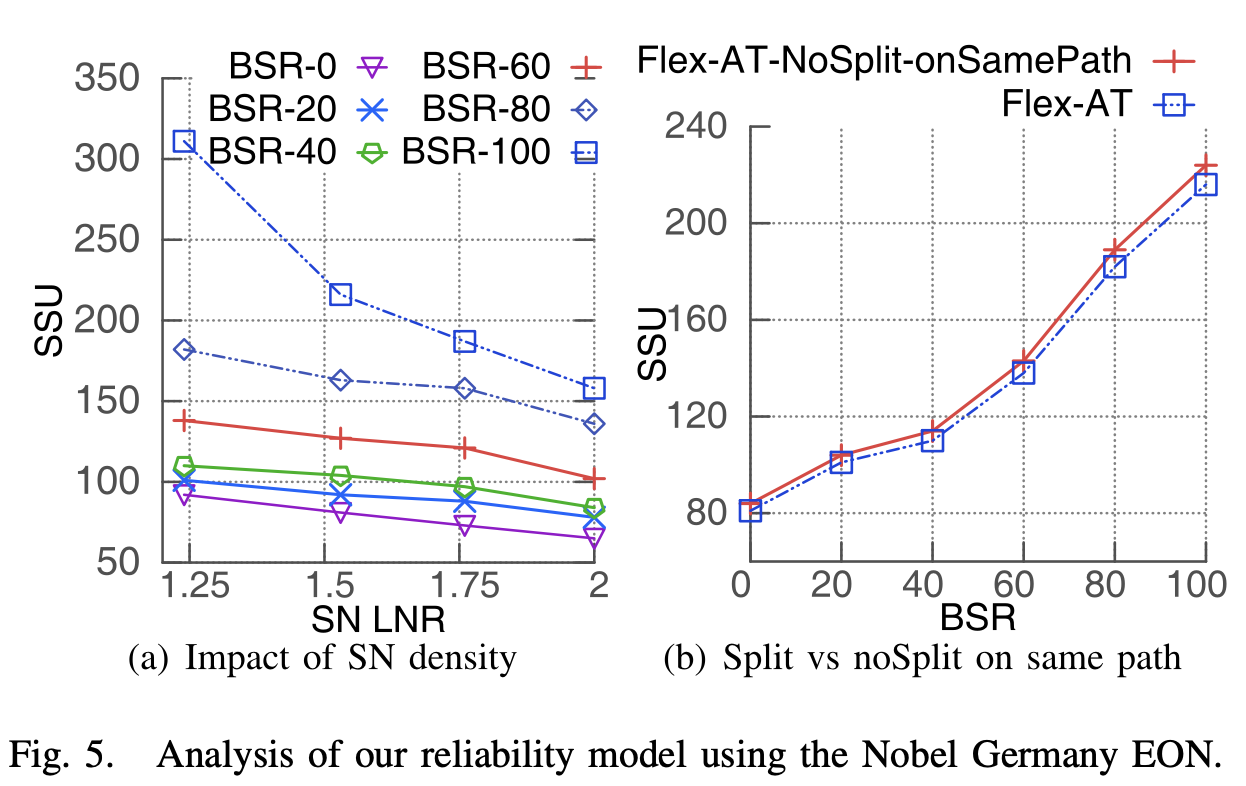 BSR-0 BSR-60
BSR-20 BSR-80
BSR-40 BSR-100
350
300
250
200
150
100
50
SSU
1.25 1.5 1.75 2
SN LNR
(a) Impact of SN density
Flex-AT-NoSplit-onSamePath
Flex-AT
240
200
160
120
80
SSU
0 20 40 60 80 100
BSR
(b) Split vs noSplit on same path
Fig. 5. Analysis of our reliability model using the Nobel Germany EON.